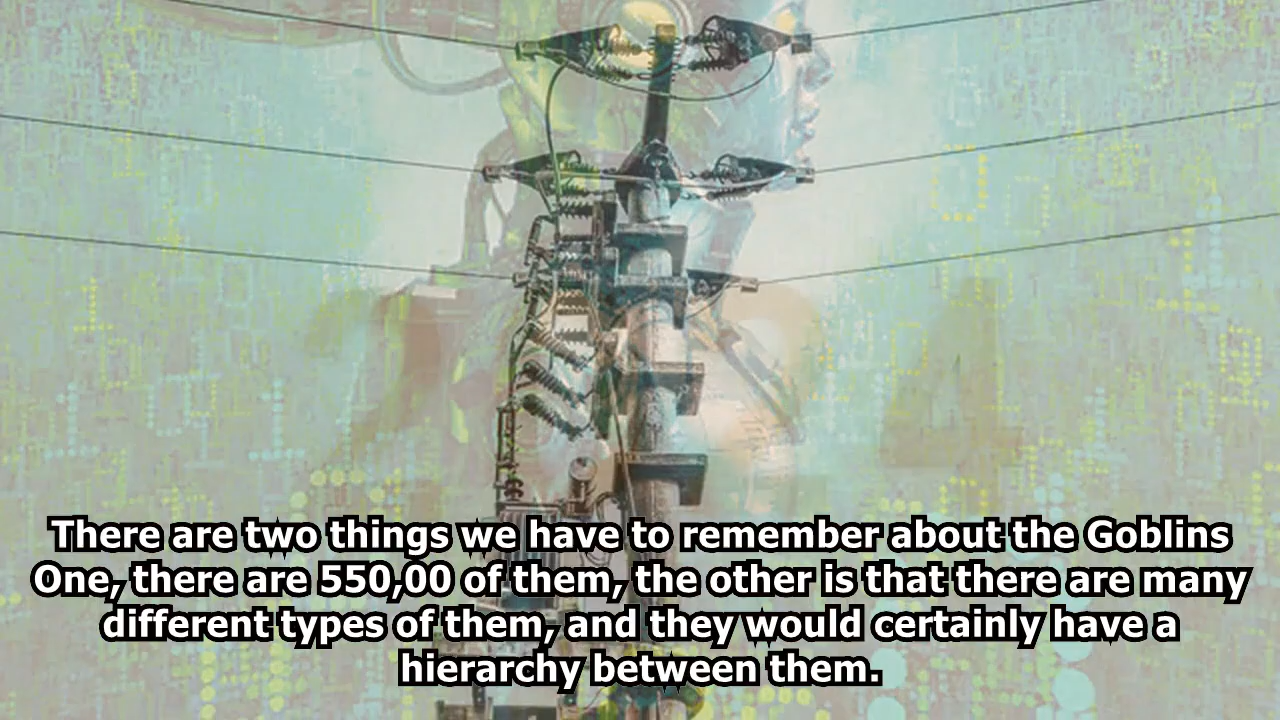 There are two things we have to remember about the Goblins
One, there are 550,00 of them, the other is that there are many
different types of them, and they would certainly have a
hierarchy between them.